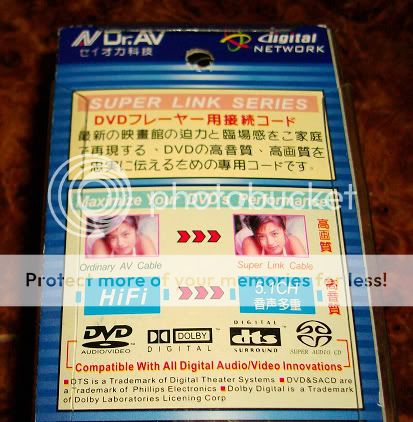 Dr.AV
セイオカ科技
digital
NETWORK
SUPER LINK SERIES
DVDフレーヤー用接続コード
最新の映畫館の迫力と臨場感をご家庭
で再現する、DVDの高音質、高画質を
忠実に伝えるための専用コードです。
Maximize Your DVD's Performance
高画質
Ordinary AV Cable
Super Link Cable
HiFi
6.1CH
音声多重
高音質
DVD
AUDIO/VIDEO
DOLBY
DIGITAL
DIGITAL
dts
SURROUND
SUPER AUDIO CD
Compatible With All Digital Audio/Video Innovations
■DTS is a Trademark of Digital Theater Systems ■DVD&SACD are
a Trademark of Phillips Electronics ■Dolby Digital is a Trademark
of Dolby Laboratories Licening Corp
photobucket
Protect more of your memories for less!